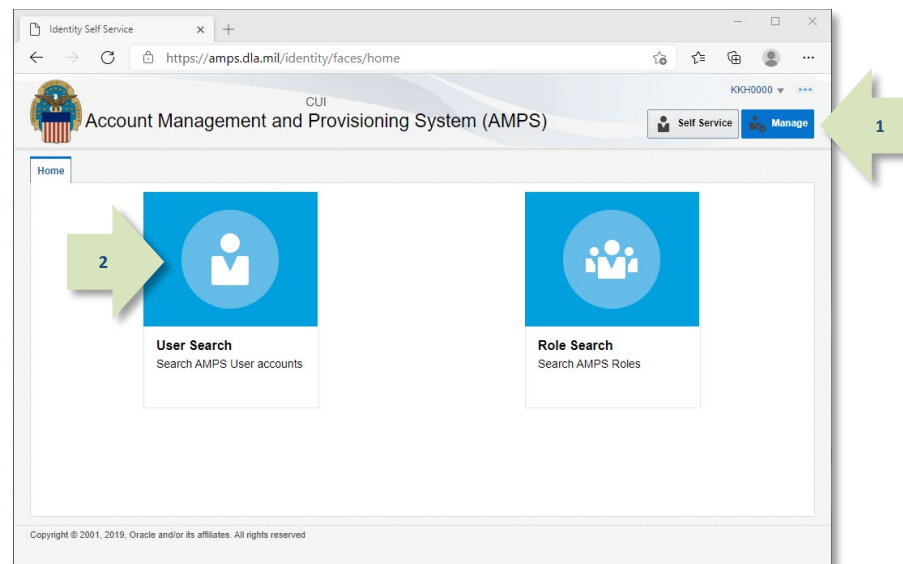 Identity Self Service
https://amps.dla.mil/identity/faces/home
KKH0000
CUI
Account Management and Provisioning System (AMPS)
Self Service
Manage
1
Home
2
User Search
Search AMPS User accounts
Role Search
Search AMPS Roles
Copyright © 2001, 2019, Oracle and/or its affiliates. All rights reserved